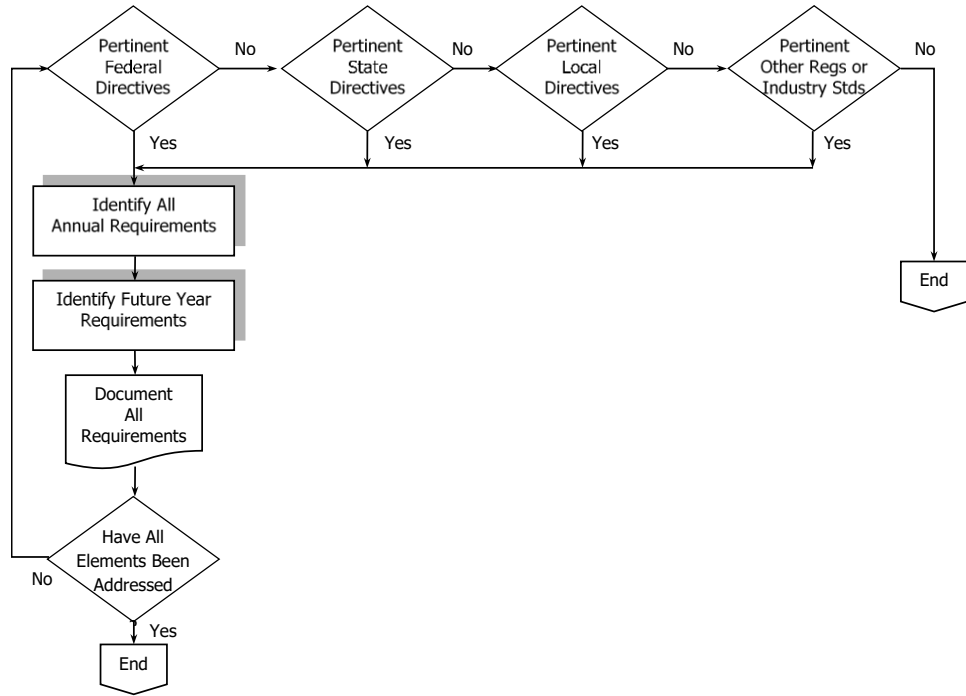 Pertinent
Federal
Directives
No
Pertinent
State
Directives
No
Pertinent
Local
Directives
No
Pertinent
Other Regs or
Industry Stds
No
Yes
Yes
Yes
Yes
Identify All
Annual Requirements
End
Identify Future Year
Requirements
Document
All
Requirements
Have All
Elements Been
Addressed
No
Yes
End